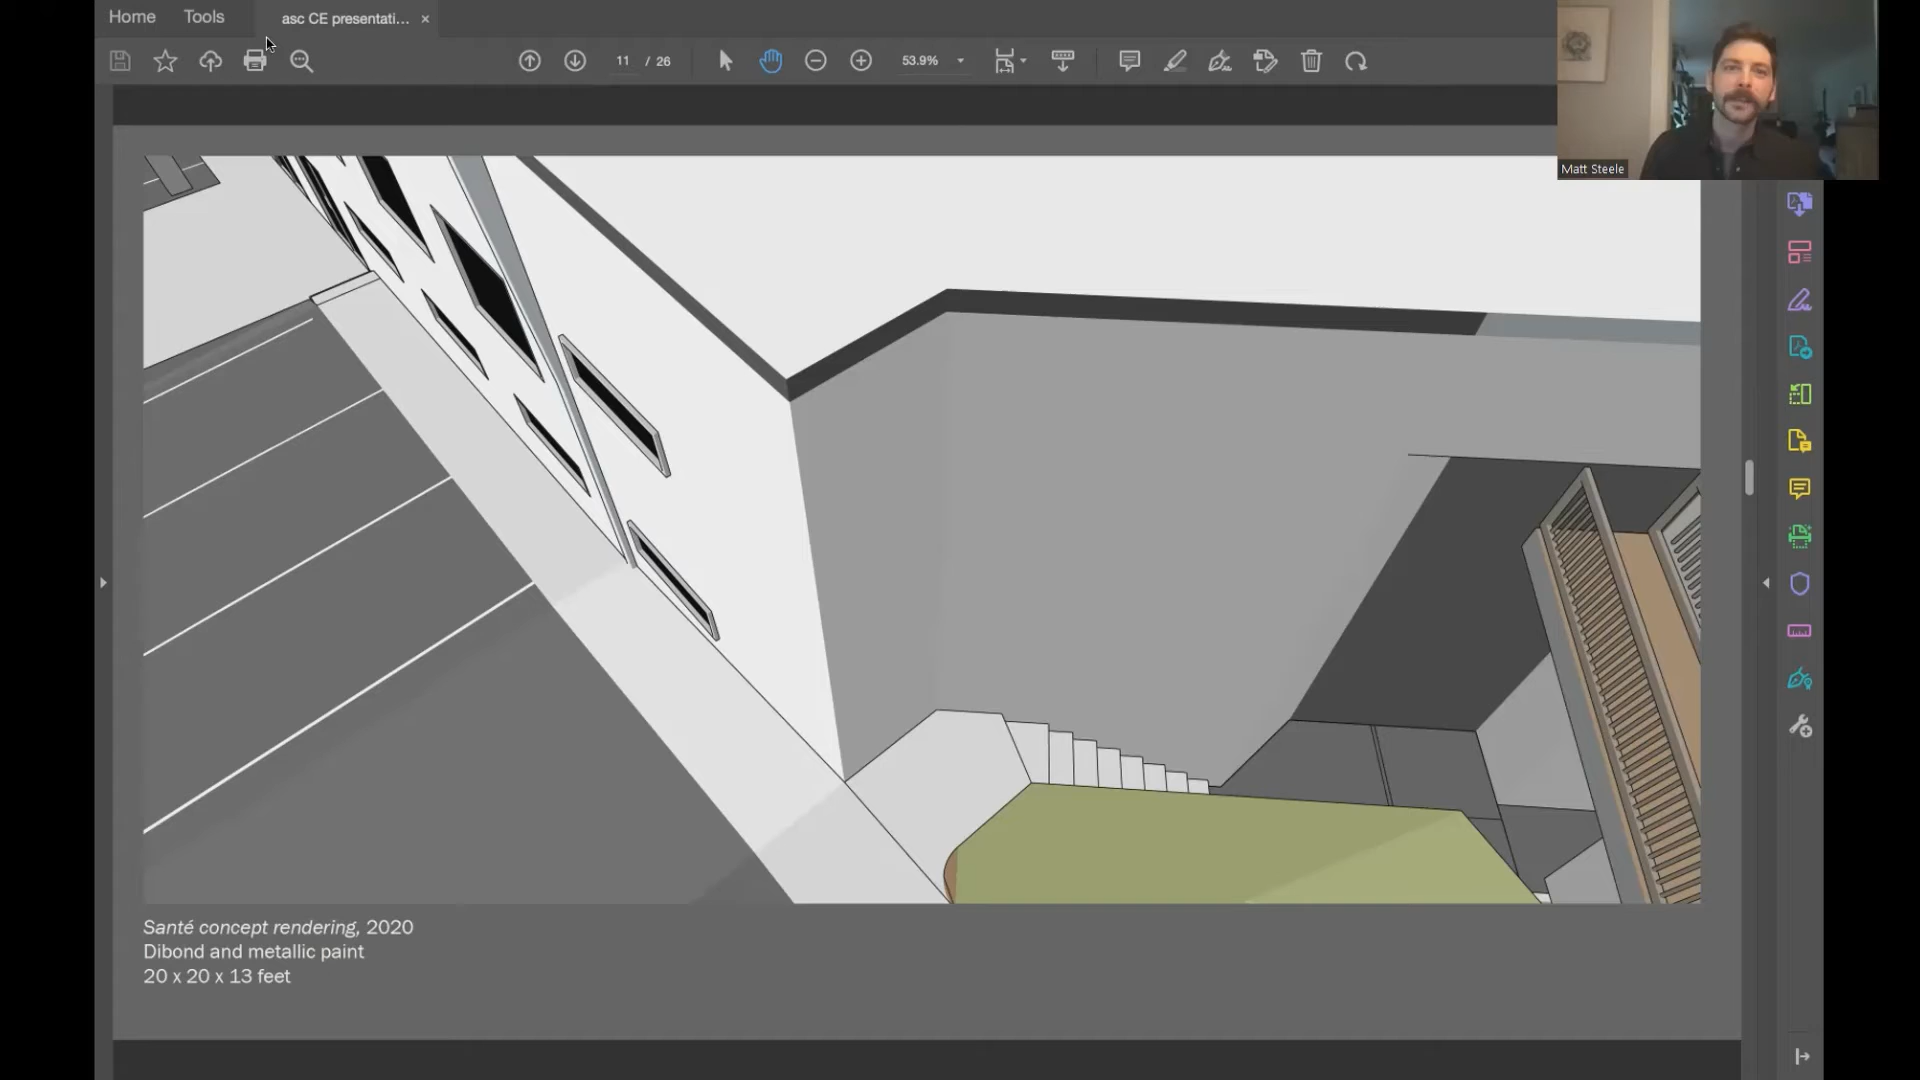 Home Tools asc CE presentati... ×
11 / 26 53.9%
Matt Steele
Santé concept rendering, 2020
Dibond and metallic paint
20 x 20 x 13 feet